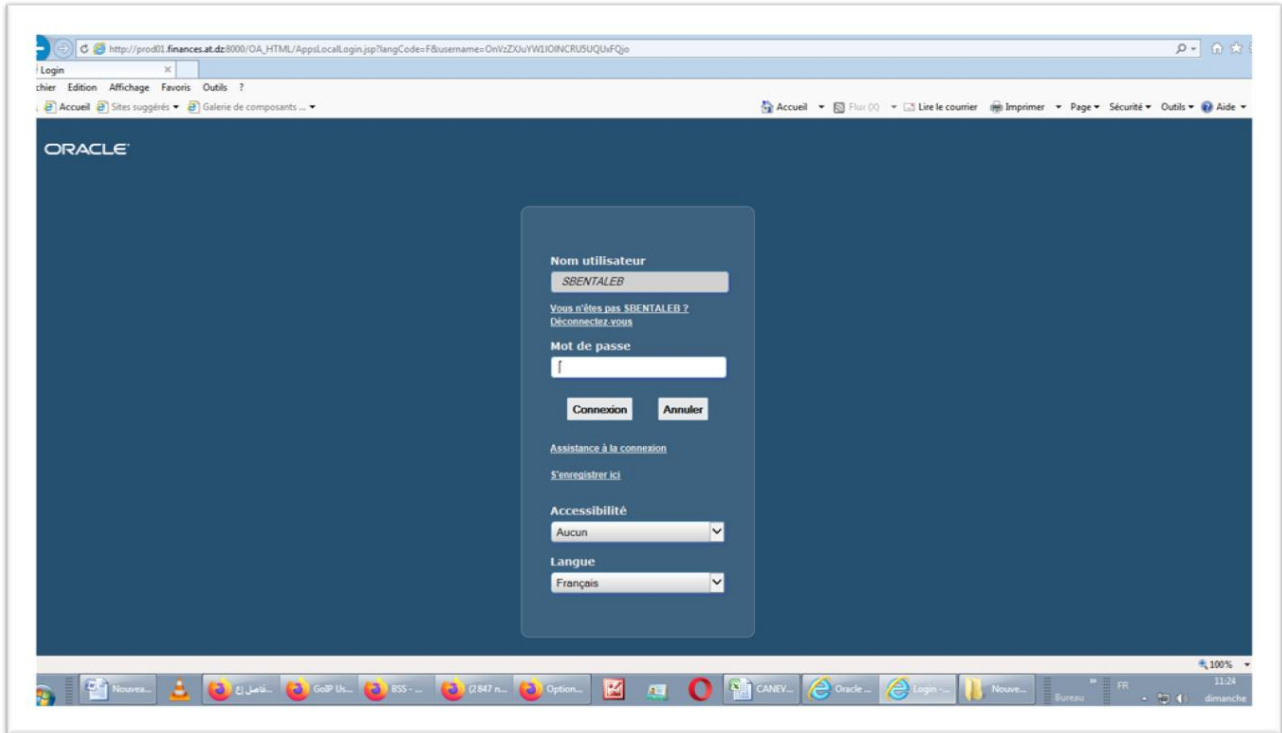 http://prod01.finances.at.dz:8000/OA_HTML/AppsLocalLogin.jsp?langCode=F&username=
Login
chier Edition Affichage Favoris Outils ?
Accueil Sites suggérés Galerie de composants ...
Accueil Flux (X) Lire le courrier Imprimer Page Sécurité Outils Aide
ORACLE
Nom utilisateur
SBENTALEB
Vous n'êtes pas SBENTALEB ?
Déconnectez-vous
Mot de passe
Connexion Annuler
Assistance à la connexion
S'enregistrer ici
Accessibilité
Aucun
Langue
Français
100%
Nouvea... GoIP Us... BSS - ... (2847 n... Option... CANEV... Oracle ... Login -... Nouve... Bureau FR 11:24
dimanche